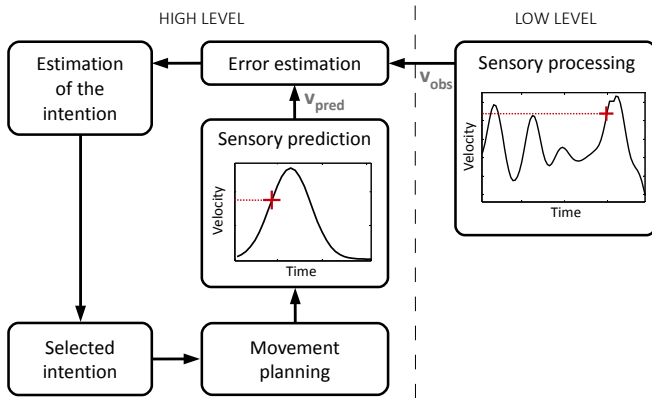 HIGH LEVEL
LOW LEVEL
Estimation
of the
intention
Error estimation
v_obs
Sensory processing
Velocity
Time
v_pred
Sensory prediction
Velocity
Time
Selected
intention
Movement
planning